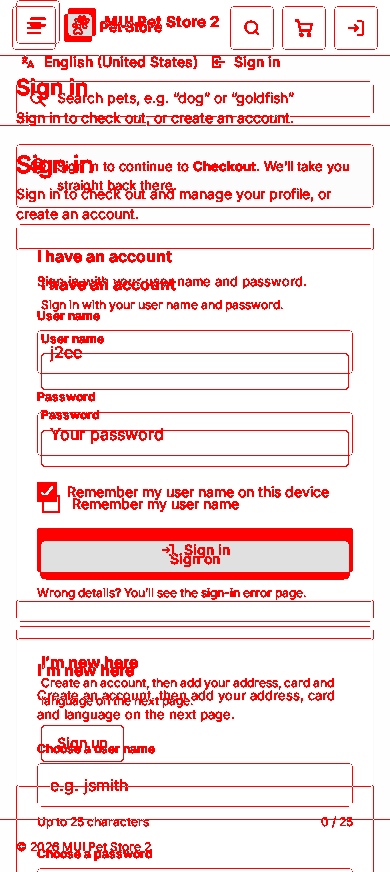 MUI Pet Store 2
Pet Store
English (United States) Sign in
Sign in
Search pets, e.g. “dog” or “goldfish”
Sign in to check out, or create an account.
Sign in
Sign in to continue to Checkout. We’ll take you
straight back there.
Sign in to check out and manage your profile, or
create an account.
I have an account
Sign in with your user name and password.
I have an account
Sign in with your user name and password.
User name
User name
j2ee
Password
Password
Your password
Remember my user name on this device
Remember my user name
Sign in
Sign on
Wrong details? You’ll see the sign-in error page.
I’m new here
I’m new here
Create an account, then add your address, card and
language on the next page.
Create an account, then add your address, card
and language on the next page.
Sign up
Choose a user name
e.g. jsmith
Up to 25 characters 0 / 25
© 2026 MUI Pet Store 2
Choose a password